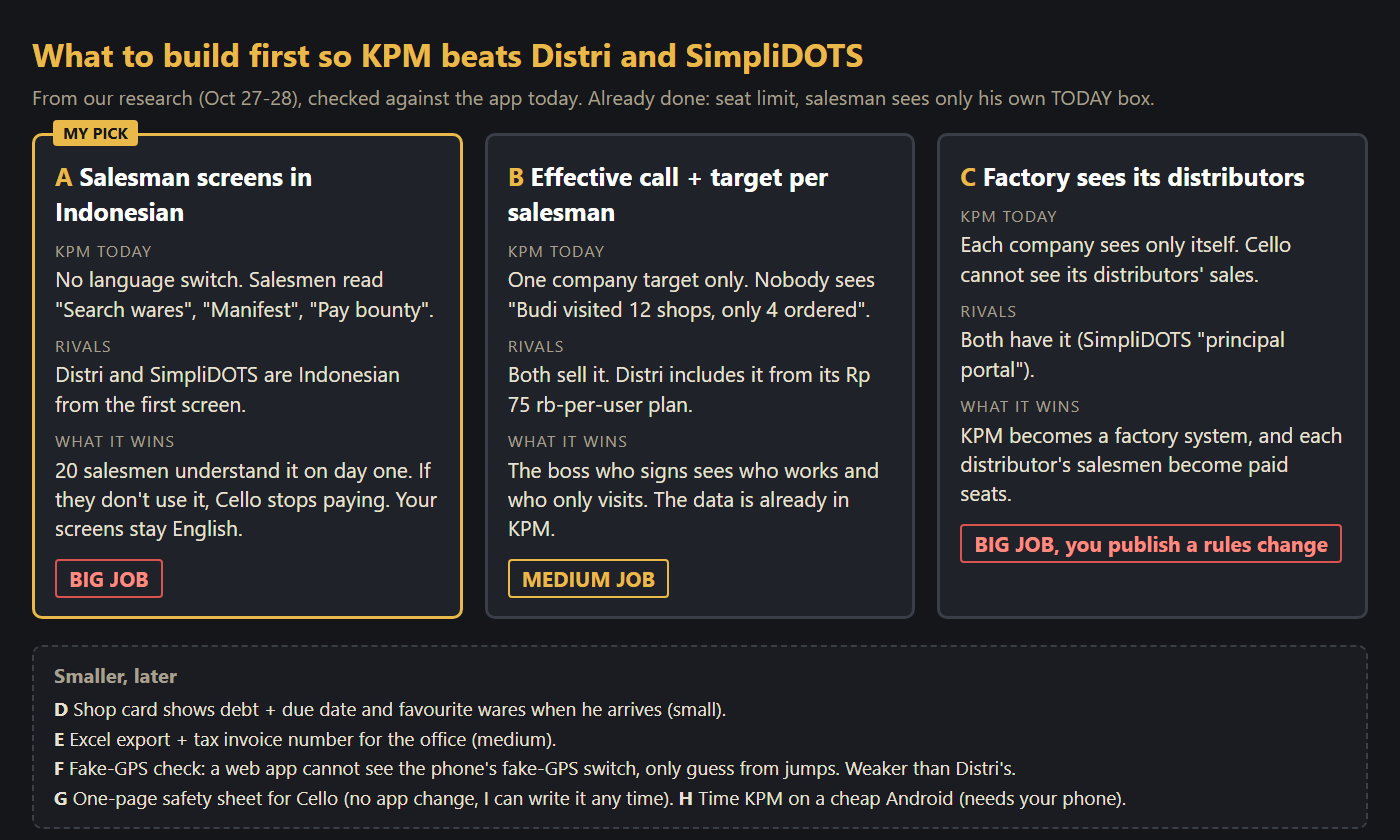 What to build first so KPM beats Distri and SimpliDOTS
From our research (Oct 27-28), checked against the app today. Already done: seat limit, salesman sees only his own TODAY box.
MY PICK
A Salesman screens in
Indonesian
KPM TODAY
No language switch. Salesmen read
"Search wares", "Manifest", "Pay bounty".
RIVALS
Distri and SimpliDOTS are Indonesian
from the first screen.
WHAT IT WINS
20 salesmen understand it on day one. If
they don't use it, Cello stops paying. Your
screens stay English.
BIG JOB
B Effective call + target per
salesman
KPM TODAY
One company target only. Nobody sees
"Budi visited 12 shops, only 4 ordered".
RIVALS
Both sell it. Distri includes it from its Rp
75 rb-per-user plan.
WHAT IT WINS
The boss who signs sees who works and
who only visits. The data is already in
KPM.
MEDIUM JOB
C Factory sees its distributors
KPM TODAY
Each company sees only itself. Cello
cannot see its distributors' sales.
RIVALS
Both have it (SimpliDOTS "principal
portal").
WHAT IT WINS
KPM becomes a factory system, and each
distributor's salesmen become paid
seats.
BIG JOB, you publish a rules change
Smaller, later
D Shop card shows debt + due date and favourite wares when he arrives (small).
E Excel export + tax invoice number for the office (medium).
F Fake-GPS check: a web app cannot see the phone's fake-GPS switch, only guess from jumps. Weaker than Distri's.
G One-page safety sheet for Cello (no app change, I can write it any time). H Time KPM on a cheap Android (needs your phone).